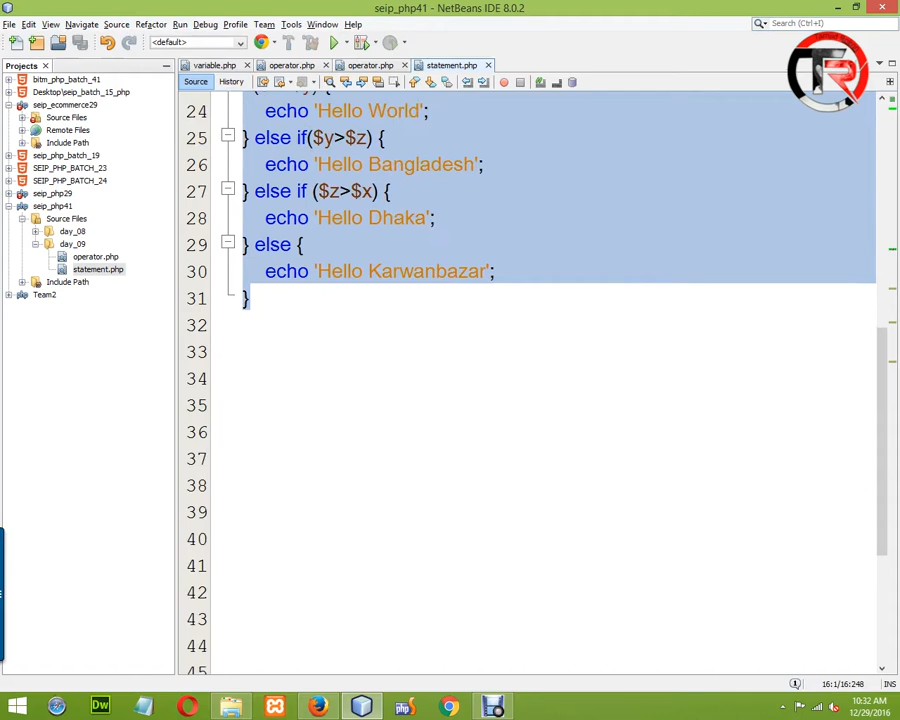 seip_php41 - NetBeans IDE 8.0.2
File Edit View Navigate Source Refactor Run Debug Profile Team Tools Window Help
Search (Ctrl+I)
<default>
Projects
variable.php operator.php operator.php statement.php
Source History
bitm_php_batch_41
Desktop\seip_batch_15_php
seip_ecommerce29
Source Files
Remote Files
Include Path
seip_php_batch_19
SEIP_PHP_BATCH_23
SEIP_PHP_BATCH_24
seip_php29
seip_php41
Source Files
day_08
day_09
operator.php
statement.php
Include Path
Team2
24 echo 'Hello World';
25 } else if($y>$z) {
26 echo 'Hello Bangladesh';
27 } else if ($z>$x) {
28 echo 'Hello Dhaka';
29 } else {
30 echo 'Hello Karwanbazar';
31 }
32
33
34
35
36
37
38
39
40
41
42
43
44
45
TR
16:1/16:248 INS
Dw
php
10:32 AM
12/29/2016